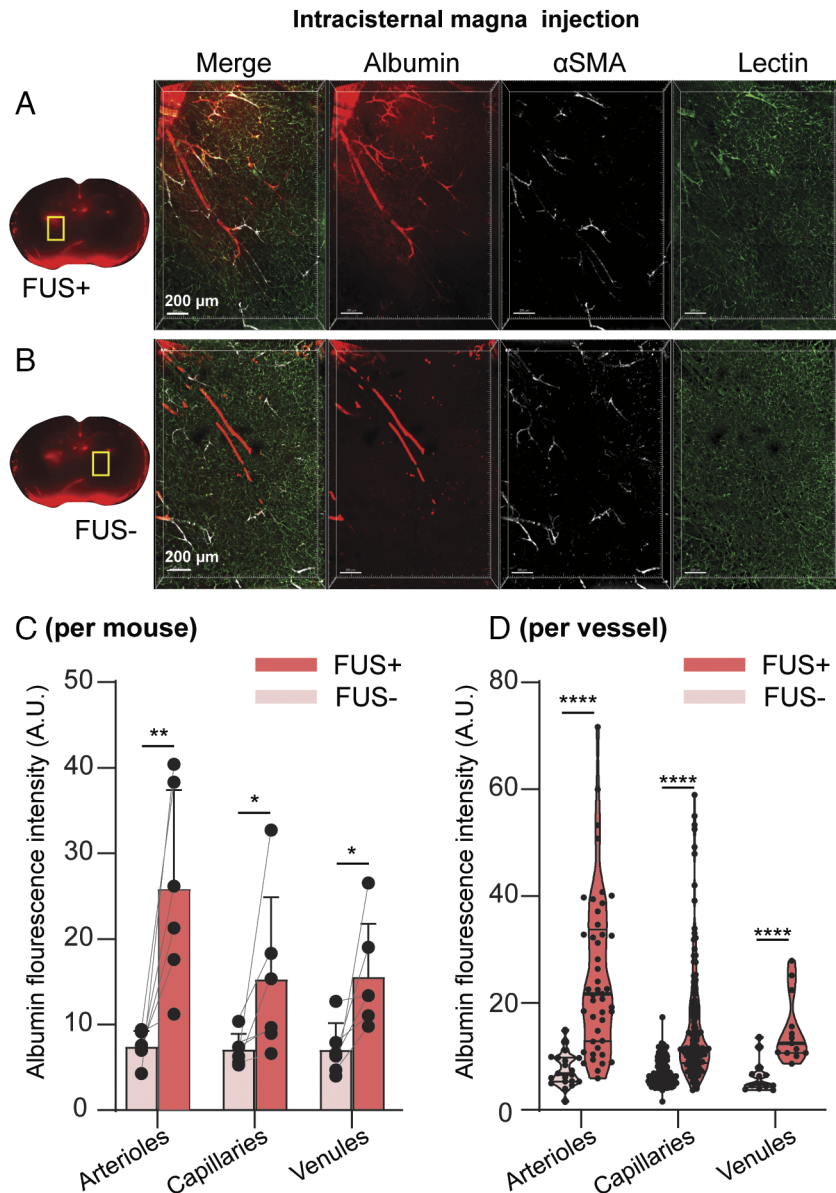 Intracisternal magna injection
Merge Albumin αSMA Lectin
A
FUS+
200 µm
B
FUS-
200 µm
C (per mouse)
FUS+
FUS-
Albumin flourescence intensity (A.U.)
50
40
30
20
10
0
**
*
*
Arterioles
Capillaries
Venules
D (per vessel)
FUS+
FUS-
Albumin flourescence intensity (A.U.)
80
60
40
20
0
****
****
****
Arterioles
Capillaries
Venules